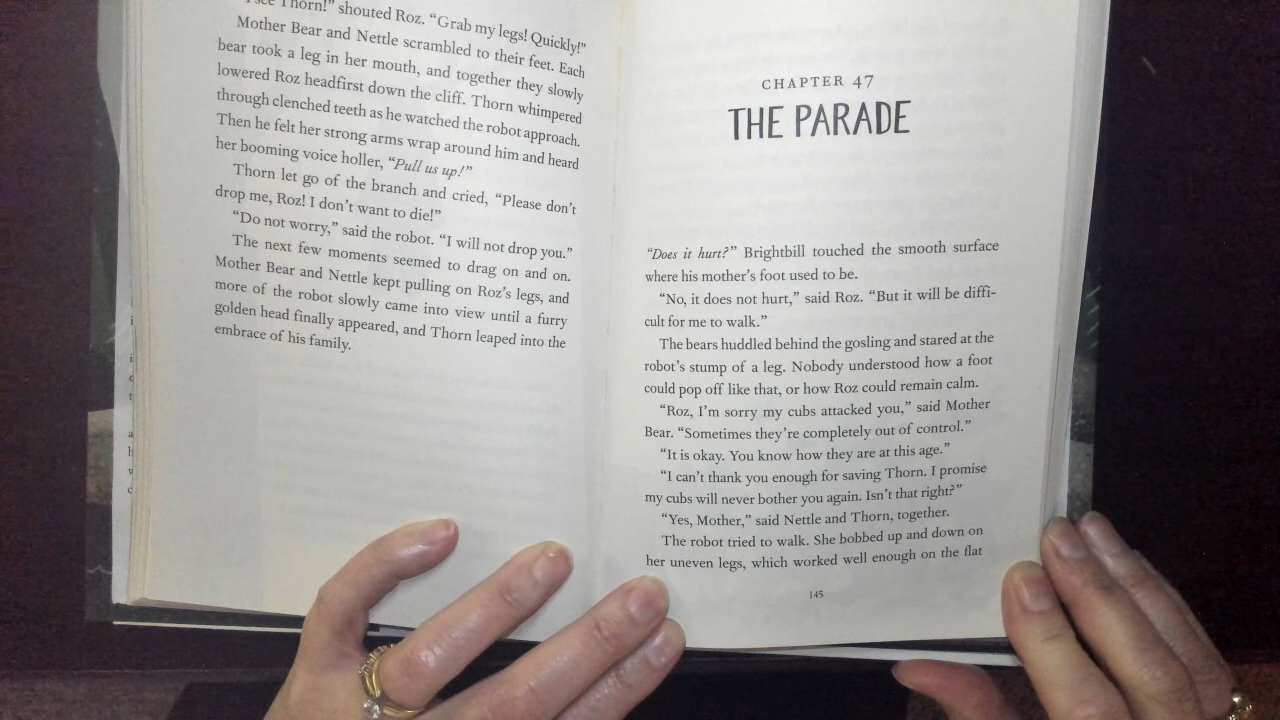 I see Thorn!” shouted Roz. “Grab my legs! Quickly!”
Mother Bear and Nettle scrambled to their feet. Each
bear took a leg in her mouth, and together they slowly
lowered Roz headfirst down the cliff. Thorn whimpered
through clenched teeth as he watched the robot approach.
Then he felt her strong arms wrap around him and heard
her booming voice holler, “Pull us up!”
Thorn let go of the branch and cried, “Please don’t
drop me, Roz! I don’t want to die!”
“Do not worry,” said the robot. “I will not drop you.”
The next few moments seemed to drag on and on.
Mother Bear and Nettle kept pulling on Roz’s legs, and
more of the robot slowly came into view until a furry
golden head finally appeared, and Thorn leaped into the
embrace of his family.
CHAPTER 47
THE PARADE
“Does it hurt?” Brightbill touched the smooth surface
where his mother’s foot used to be.
“No, it does not hurt,” said Roz. “But it will be diffi-
cult for me to walk.”
The bears huddled behind the gosling and stared at the
robot’s stump of a leg. Nobody understood how a foot
could pop off like that, or how Roz could remain calm.
“Roz, I’m sorry my cubs attacked you,” said Mother
Bear. “Sometimes they’re completely out of control.”
“It is okay. You know how they are at this age.”
“I can’t thank you enough for saving Thorn. I promise
my cubs will never bother you again. Isn’t that right?”
“Yes, Mother,” said Nettle and Thorn, together.
The robot tried to walk. She bobbed up and down on
her uneven legs, which worked well enough on the flat
145